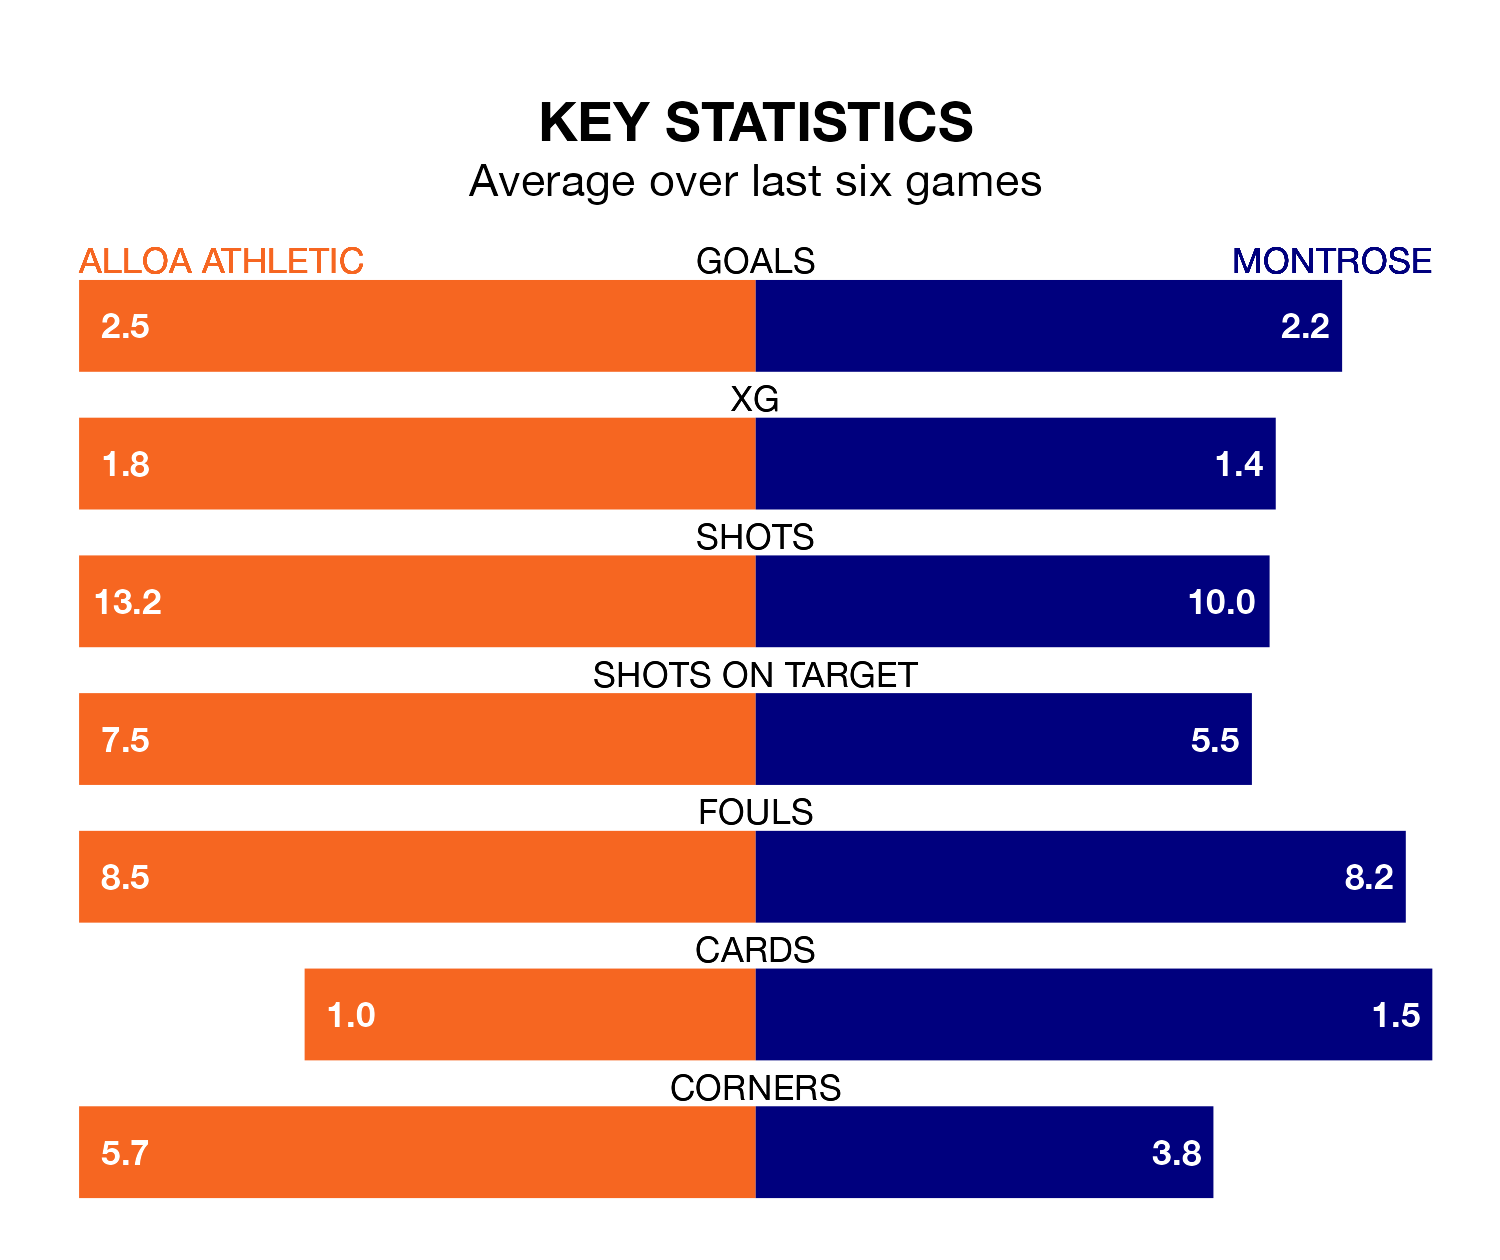 KEY STATISTICS
Average over last six games
ALLOA ATHLETIC GOALS MONTROSE
2.5 2.2
XG
1.8 1.4
SHOTS
13.2 10.0
SHOTS ON TARGET
7.5 5.5
FOULS
8.5 8.2
CARDS
1.0 1.5
CORNERS
5.7 3.8